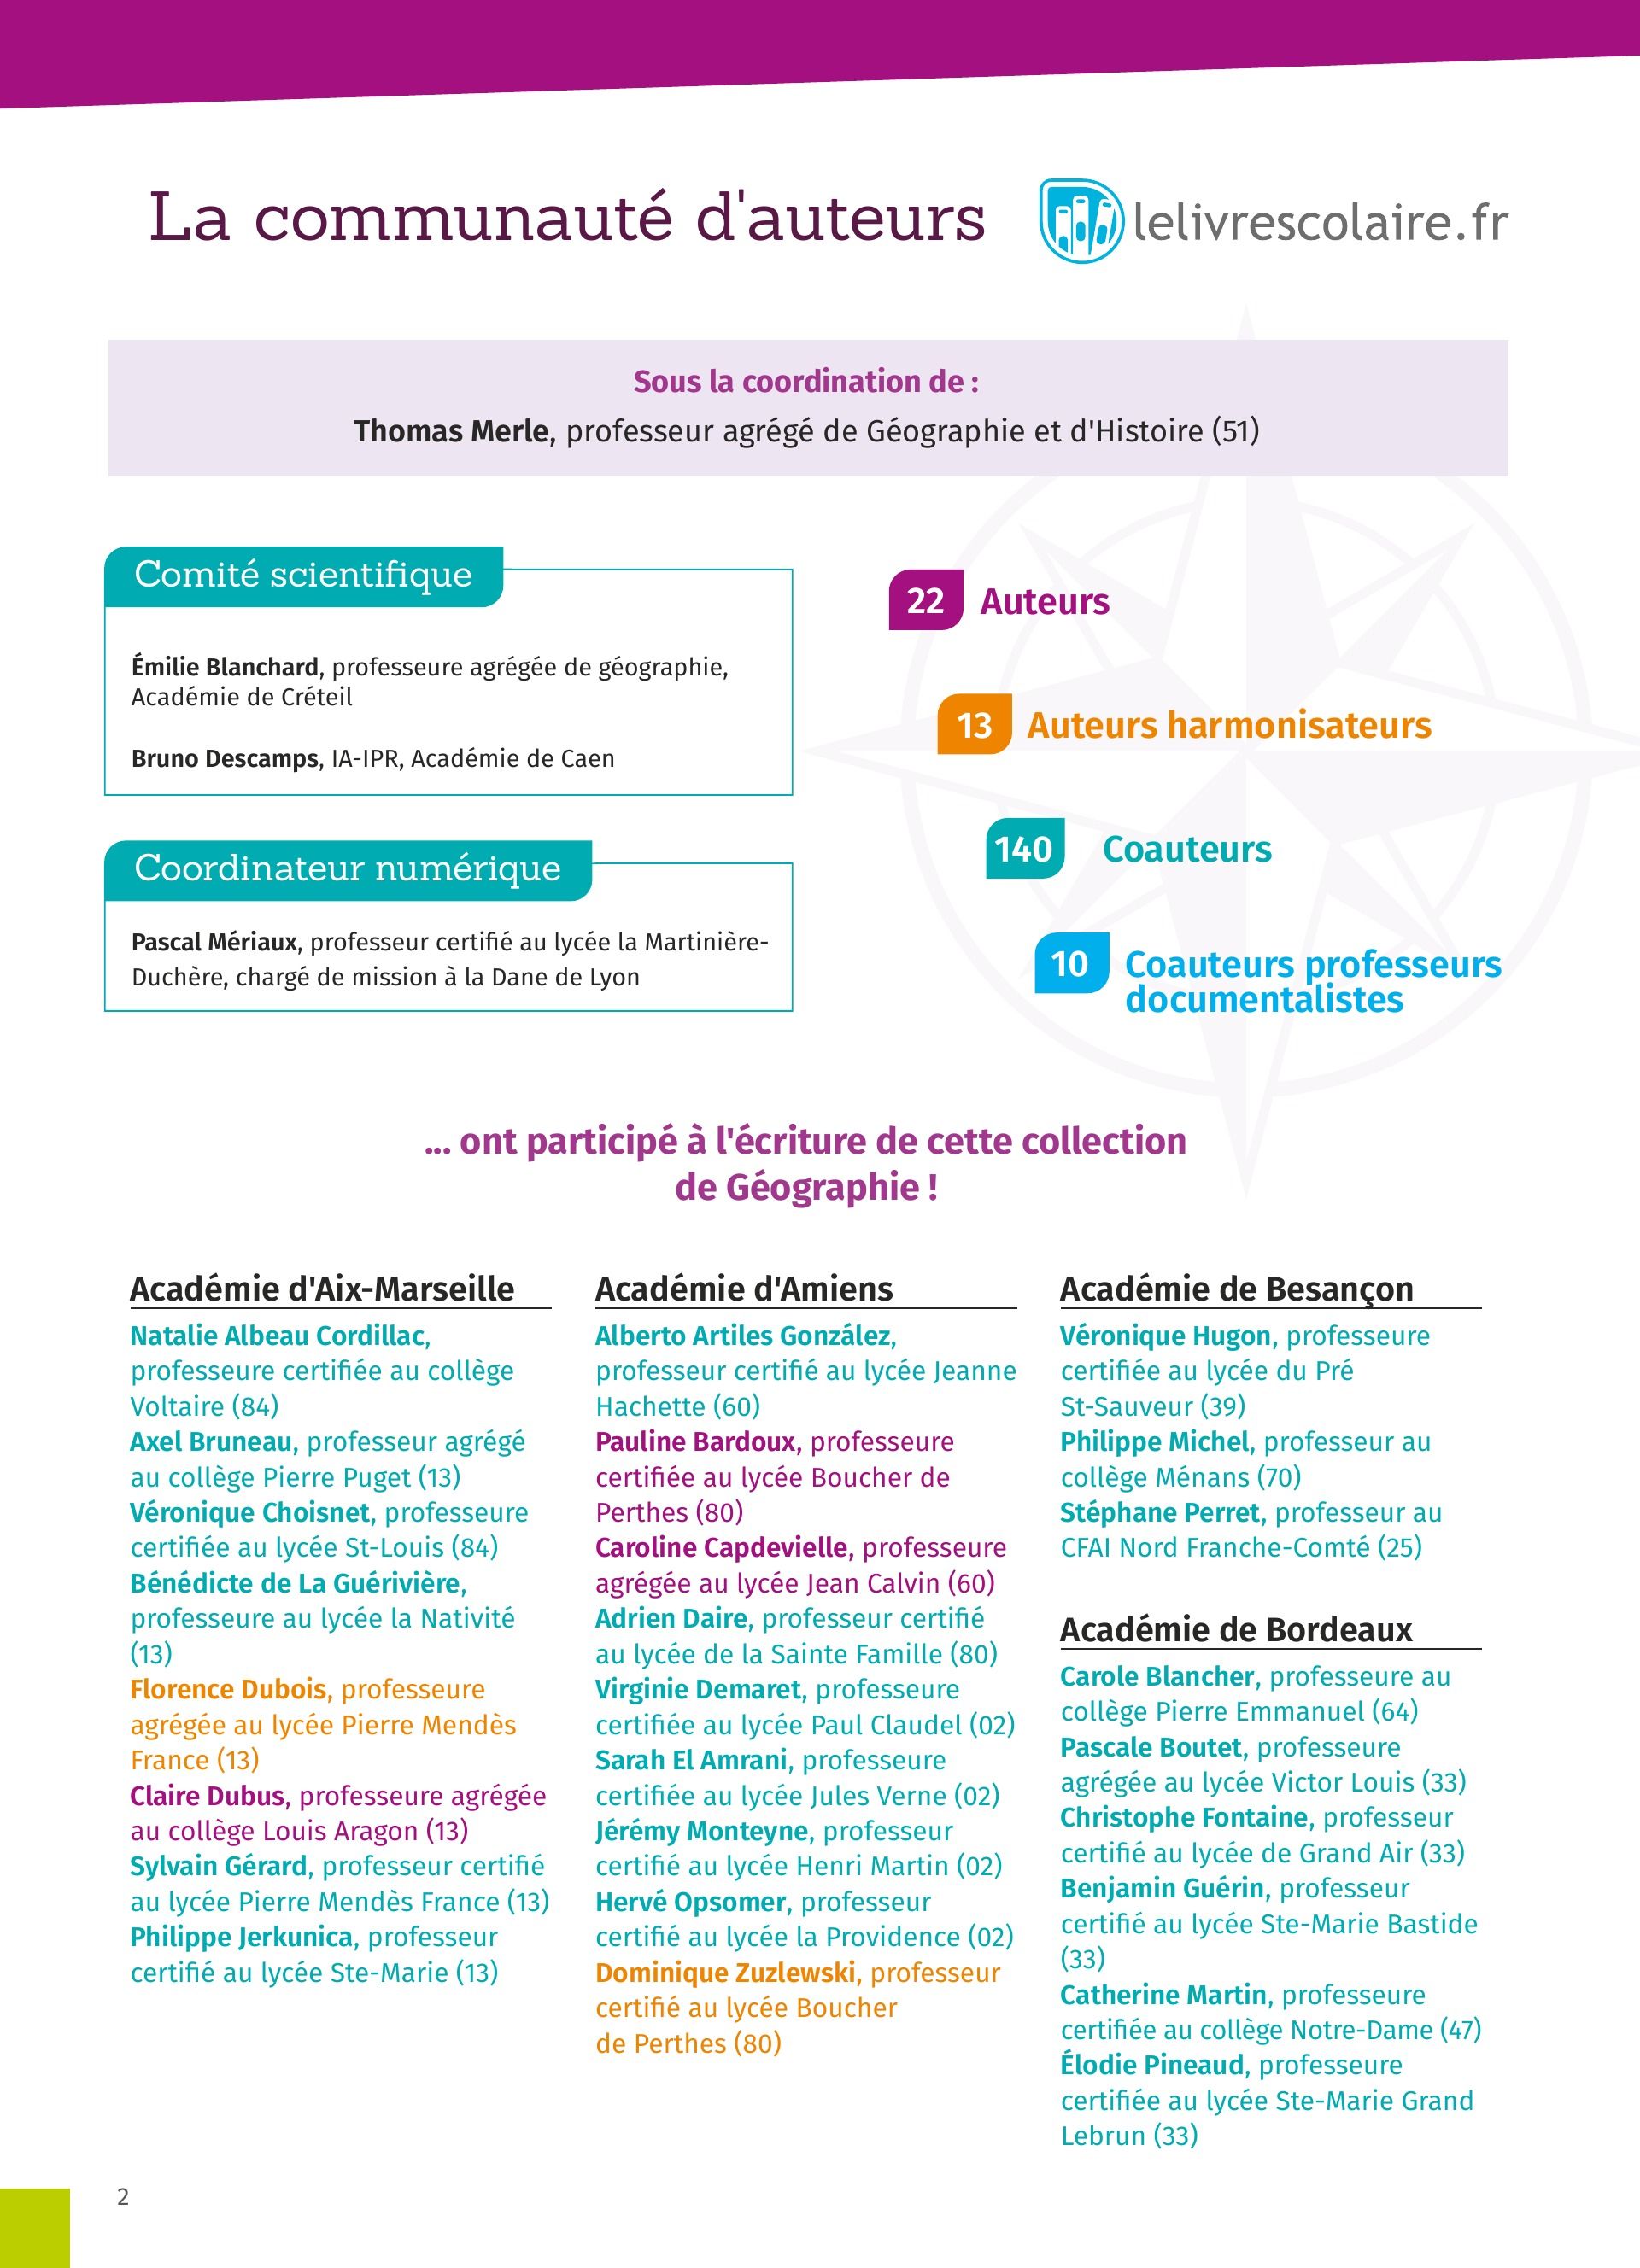 La communauté d'auteurs
lelivrescolaire.fr
Sous la coordination de :
Thomas Merle, professeur agrégé de Géographie et d'Histoire (51)
Comité scientifique
Émilie Blanchard, professeure agrégée de géographie,
Académie de Créteil
Bruno Descamps, IA-IPR, Académie de Caen
Coordinateur numérique
Pascal Mériaux, professeur certifié au lycée la Martinière-
Duchère, chargé de mission à la Dane de Lyon
22 Auteurs
13 Auteurs harmonisateurs
140 Coauteurs
10 Coauteurs professeurs
documentalistes
... ont participé à l'écriture de cette collection
de Géographie !
Académie d'Aix-Marseille
Natalie Albeau Cordillac,
professeure certifiée au collège
Voltaire (84)
Axel Bruneau, professeur agrégé
au collège Pierre Puget (13)
Véronique Choisnet, professeure
certifiée au lycée St-Louis (84)
Bénédicte de La Guérivière,
professeure au lycée la Nativité
(13)
Florence Dubois, professeure
agrégée au lycée Pierre Mendès
France (13)
Claire Dubus, professeure agrégée
au collège Louis Aragon (13)
Sylvain Gérard, professeur certifié
au lycée Pierre Mendès France (13)
Philippe Jerkunica, professeur
certifié au lycée Ste-Marie (13)
Académie d'Amiens
Alberto Artiles González,
professeur certifié au lycée Jeanne
Hachette (60)
Pauline Bardoux, professeure
certifiée au lycée Boucher de
Perthes (80)
Caroline Capdevielle, professeure
agrégée au lycée Jean Calvin (60)
Adrien Daire, professeur certifié
au lycée de la Sainte Famille (80)
Virginie Demaret, professeure
certifiée au lycée Paul Claudel (02)
Sarah El Amrani, professeure
certifiée au lycée Jules Verne (02)
Jérémy Monteyne, professeur
certifié au lycée Henri Martin (02)
Hervé Opsomer, professeur
certifié au lycée la Providence (02)
Dominique Zuzlewski, professeur
certifié au lycée Boucher
de Perthes (80)
Académie de Besançon
Véronique Hugon, professeure
certifiée au lycée du Pré
St-Sauveur (39)
Philippe Michel, professeur au
collège Ménans (70)
Stéphane Perret, professeur au
CFAI Nord Franche-Comté (25)
Académie de Bordeaux
Carole Blancher, professeure au
collège Pierre Emmanuel (64)
Pascale Boutet, professeure
agrégée au lycée Victor Louis (33)
Christophe Fontaine, professeur
certifié au lycée de Grand Air (33)
Benjamin Guérin, professeur
certifié au lycée Ste-Marie Bastide
(33)
Catherine Martin, professeure
certifiée au collège Notre-Dame (47)
Élodie Pineaud, professeure
certifiée au lycée Ste-Marie Grand
Lebrun (33)
2